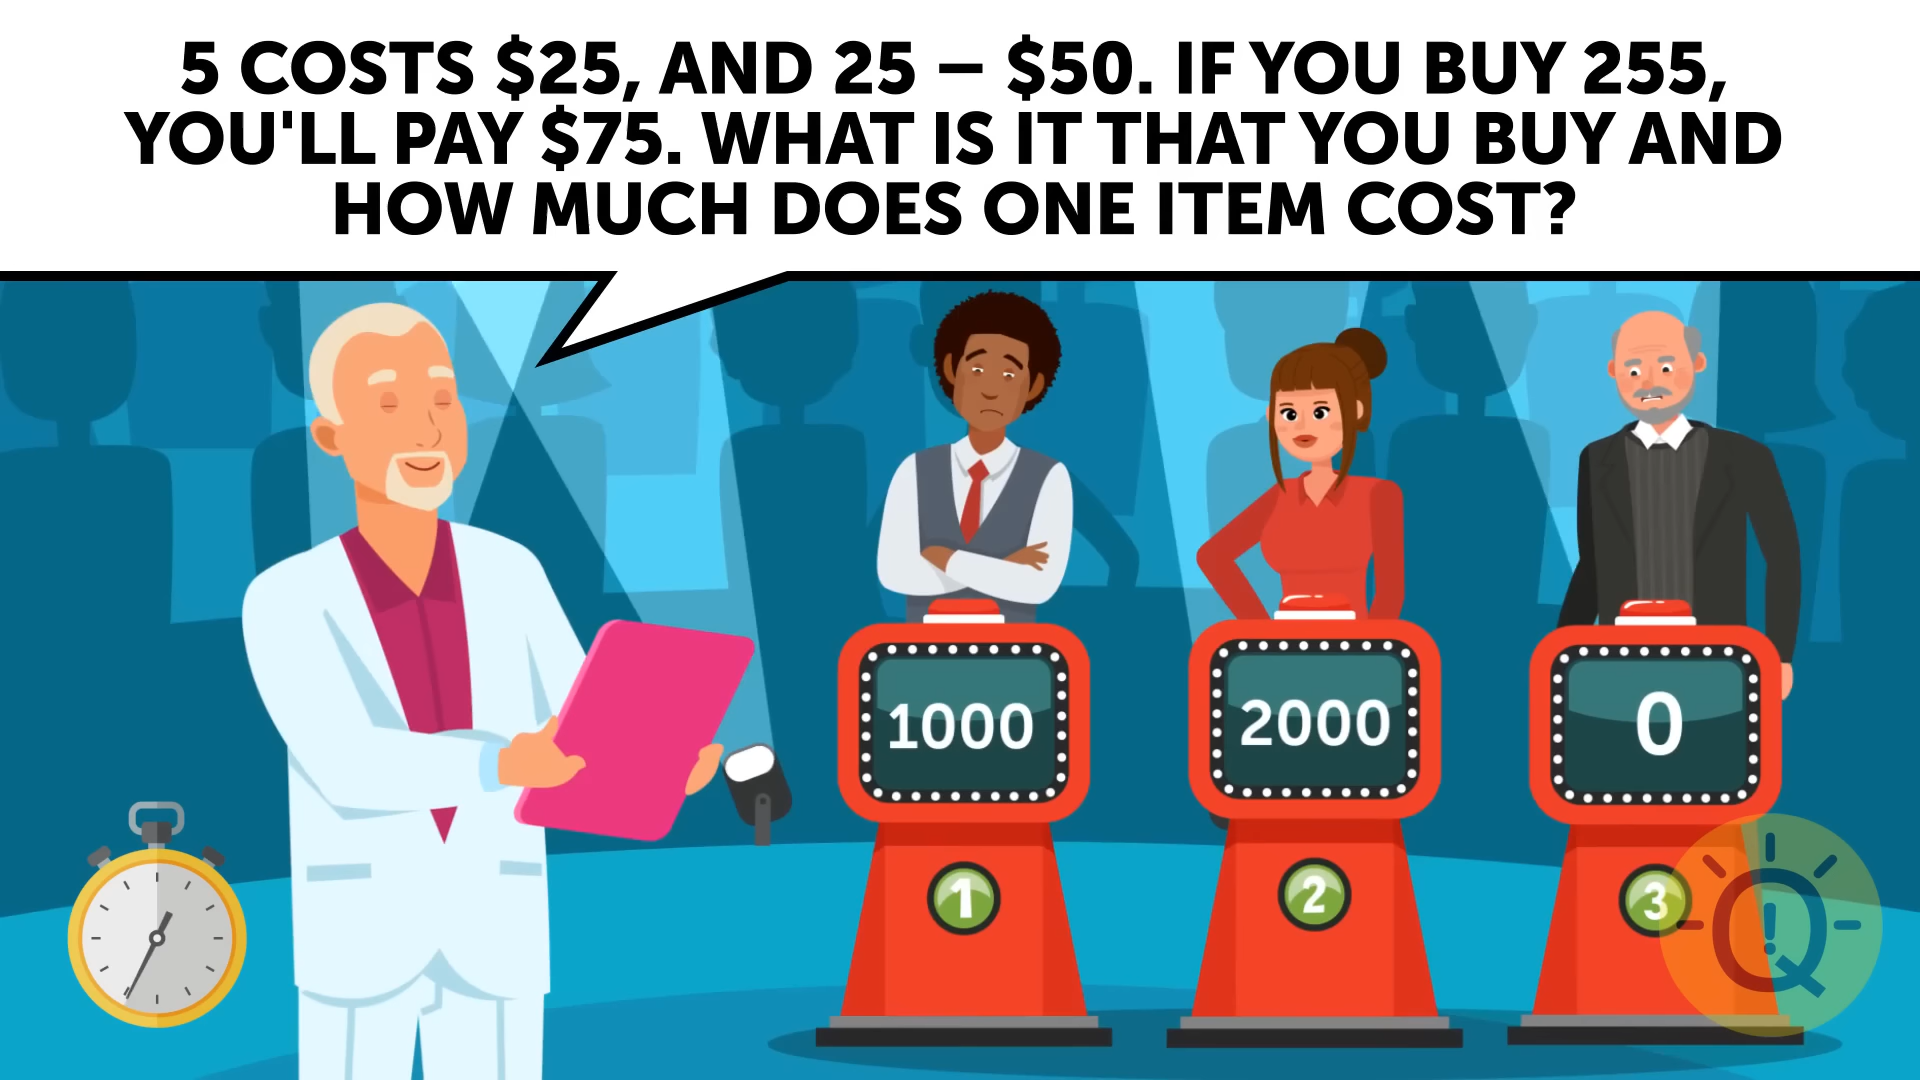 5 COSTS $25, AND 25 – $50. IF YOU BUY 255,
YOU'LL PAY $75. WHAT IS IT THAT YOU BUY AND
HOW MUCH DOES ONE ITEM COST?
1000
2000
0
1
2
3
Q!